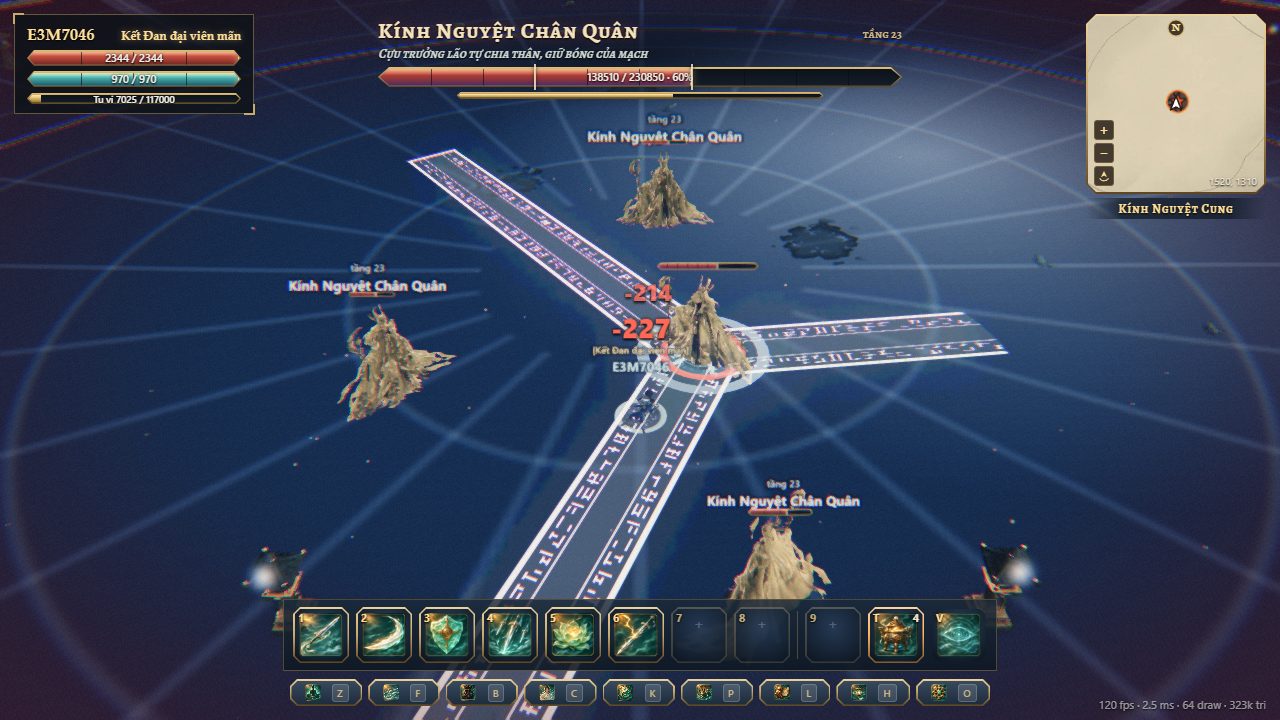 E3M7046
Kết Đan đại viên mãn
2344 / 2344
970 / 970
Tu vi 7025 / 117000
Kính Nguyệt Chân Quân
Cựu trưởng lão tự chia thân, giữ bóng của mạch
TẦNG 23
138510 / 230850 · 60%
N
+
−
1520, 1310
Kính Nguyệt Cung
tầng 23
Kính Nguyệt Chân Quân
tầng 23
Kính Nguyệt Chân Quân
-214
-227
[Kết Đan đại viên
E3M7046
tầng 23
Kính Nguyệt Chân Quân
1
2
3
4
5
6
7
+
8
+
9
+
T
4
V
Z
F
B
C
K
P
L
H
O
120 fps · 2.5 ms · 64 draw · 323k tri